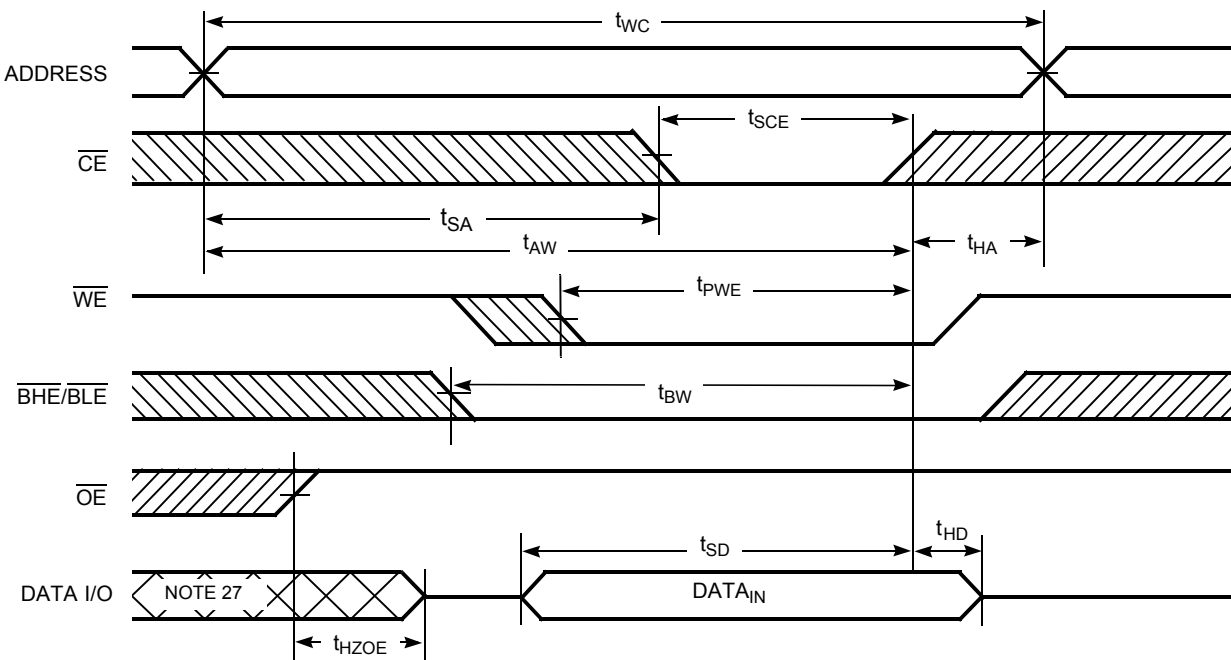 tWC
ADDRESS
tSCE
CE
tSA
tAW
tHA
WE
tPWE
BHE/BLE
tBW
OE
tSD
tHD
DATA I/O
NOTE 27
DATAIN
tHZOE